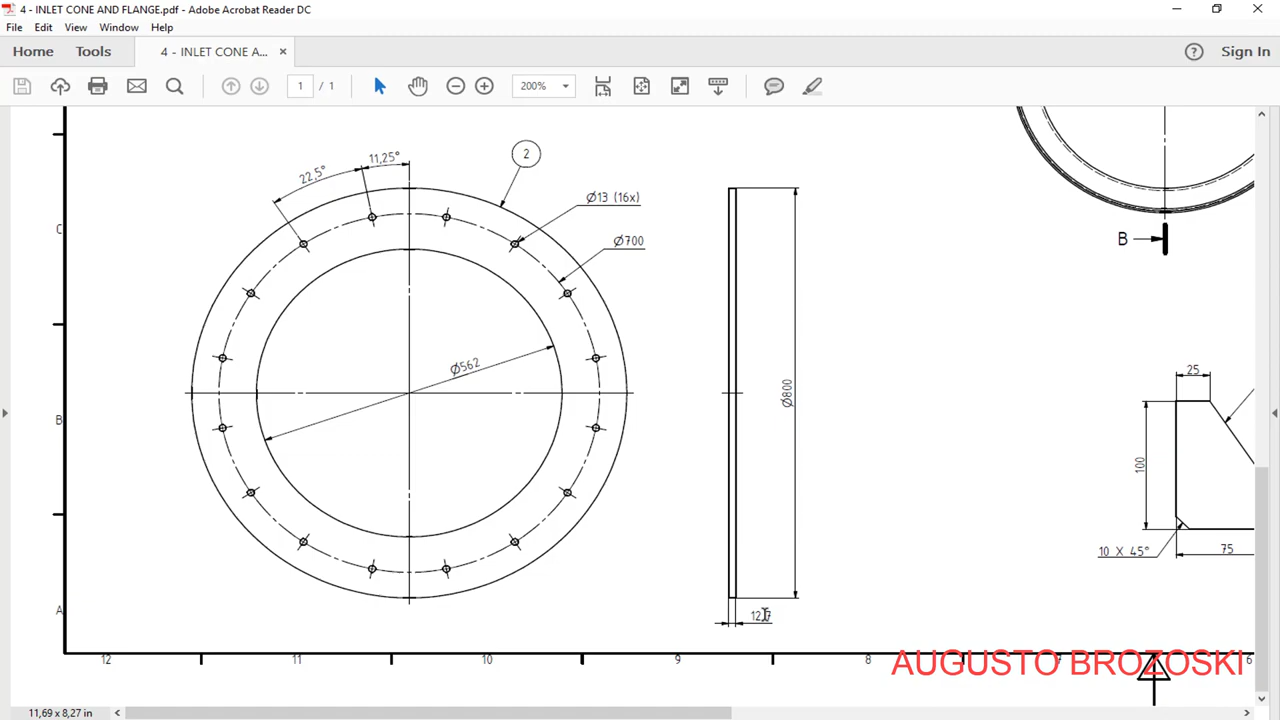 4 - INLET CONE AND FLANGE.pdf - Adobe Acrobat Reader DC
File Edit View Window Help
Home Tools 4 - INLET CONE A... × ? Sign In
1 / 1 200%
22,5° 11,25° 2
Ø13 (16x)
Ø700
Ø562
Ø800
B
25
100
10 X 45°
75
C
B
A
12 11 10 9 8 6
AUGUSTO BROZOSKI
11,69 x 8,27 in